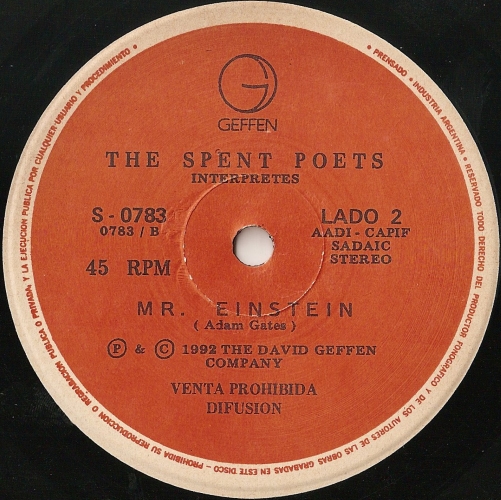 GEFFEN
THE SPENT POETS
INTERPRETES
S - 0783
0783 / B
45 RPM
LADO 2
AADI - CAPIF
SADAIC
STEREO
MR. EINSTEIN
( Adam Gates )
Ⓟ & © 1992 THE DAVID GEFFEN
COMPANY
VENTA PROHIBIDA
DIFUSION
• PRENSADO • INDUSTRIA ARGENTINA • RESERVADO TODO DERECHO DEL PRODUCTOR FONOGRAFICO Y DE LOS AUTORES DE LAS OBRAS GRABADAS EN ESTE DISCO – PROHIBIDA SU REPRODUCCION O REGRABACION PUBLICA O PRIVADA, Y LA EJECUCION PUBLICA POR CUALQUIER USUARIO Y PROCEDIMIENTO •